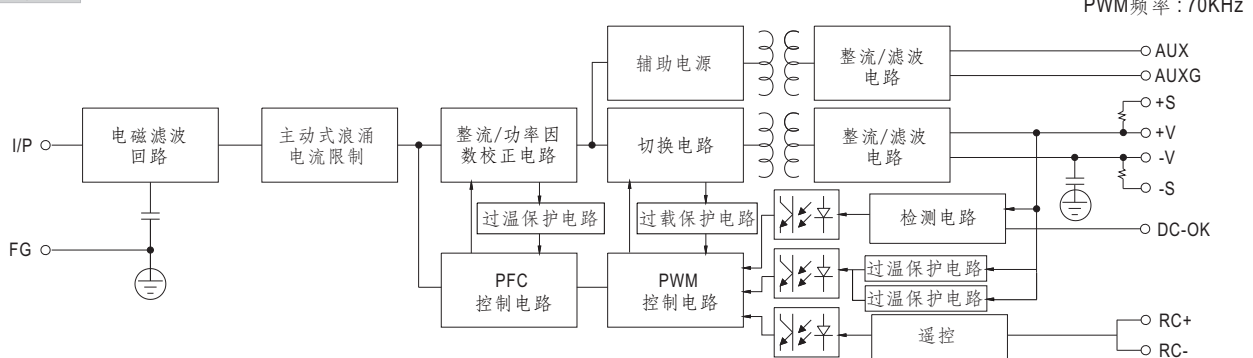 PWM频率 : 70KHz
辅助电源
整流/滤波
电路
AUX
AUXG
I/P
电磁滤波
回路
主动式浪涌
电流限制
整流/功率因
数校正电路
切换电路
整流/滤波
电路
+S
+V
-V
-S
过温保护电路
过载保护电路
检测电路
DC-OK
FG
PFC
控制电路
PWM
控制电路
过温保护电路
过温保护电路
遥控
RC+
RC-